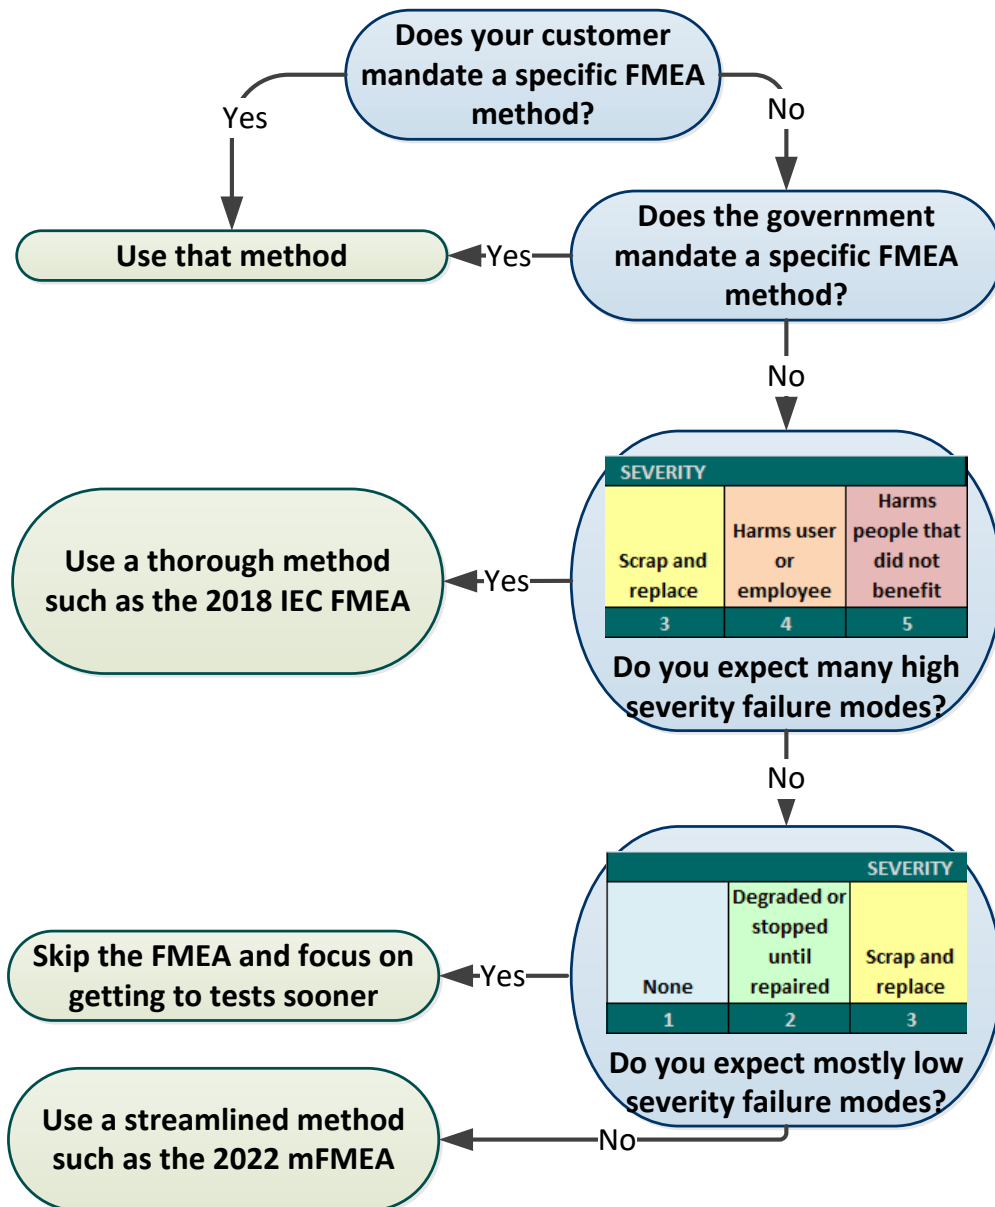 Does your customer
mandate a specific FMEA
method?
Yes
No
Use that method
Yes
Does the government
mandate a specific FMEA
method?
No
SEVERITY
Scrap and
replace
Harms user
or
employee
Harms
people that
did not
benefit
3
4
5
Use a thorough method
such as the 2018 IEC FMEA
Yes
Do you expect many high
severity failure modes?
No
SEVERITY
None
Degraded or
stopped
until
repaired
Scrap and
replace
1
2
3
Skip the FMEA and focus on
getting to tests sooner
Yes
Do you expect mostly low
severity failure modes?
Use a streamlined method
such as the 2022 mFMEA
No